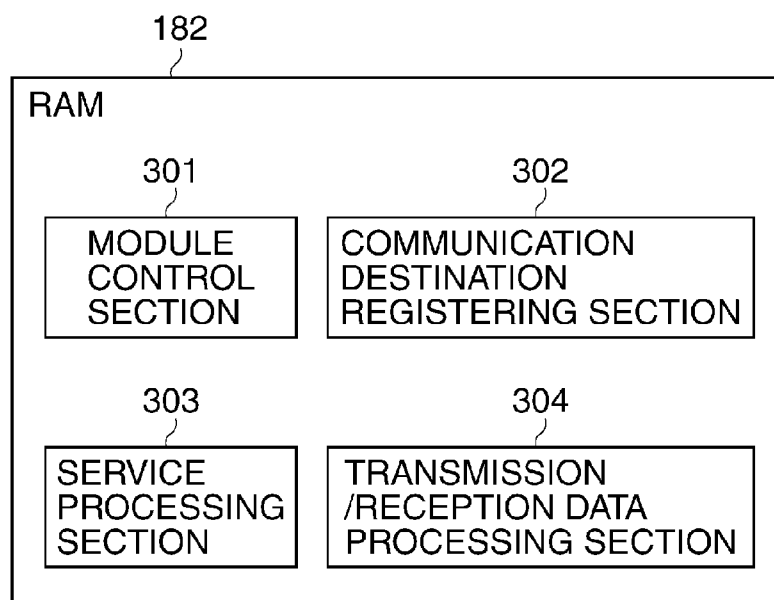 182
RAM
301
302
MODULE
CONTROL
SECTION
COMMUNICATION
DESTINATION
REGISTERING SECTION
303
304
SERVICE
PROCESSING
SECTION
TRANSMISSION
/RECEPTION DATA
PROCESSING SECTION